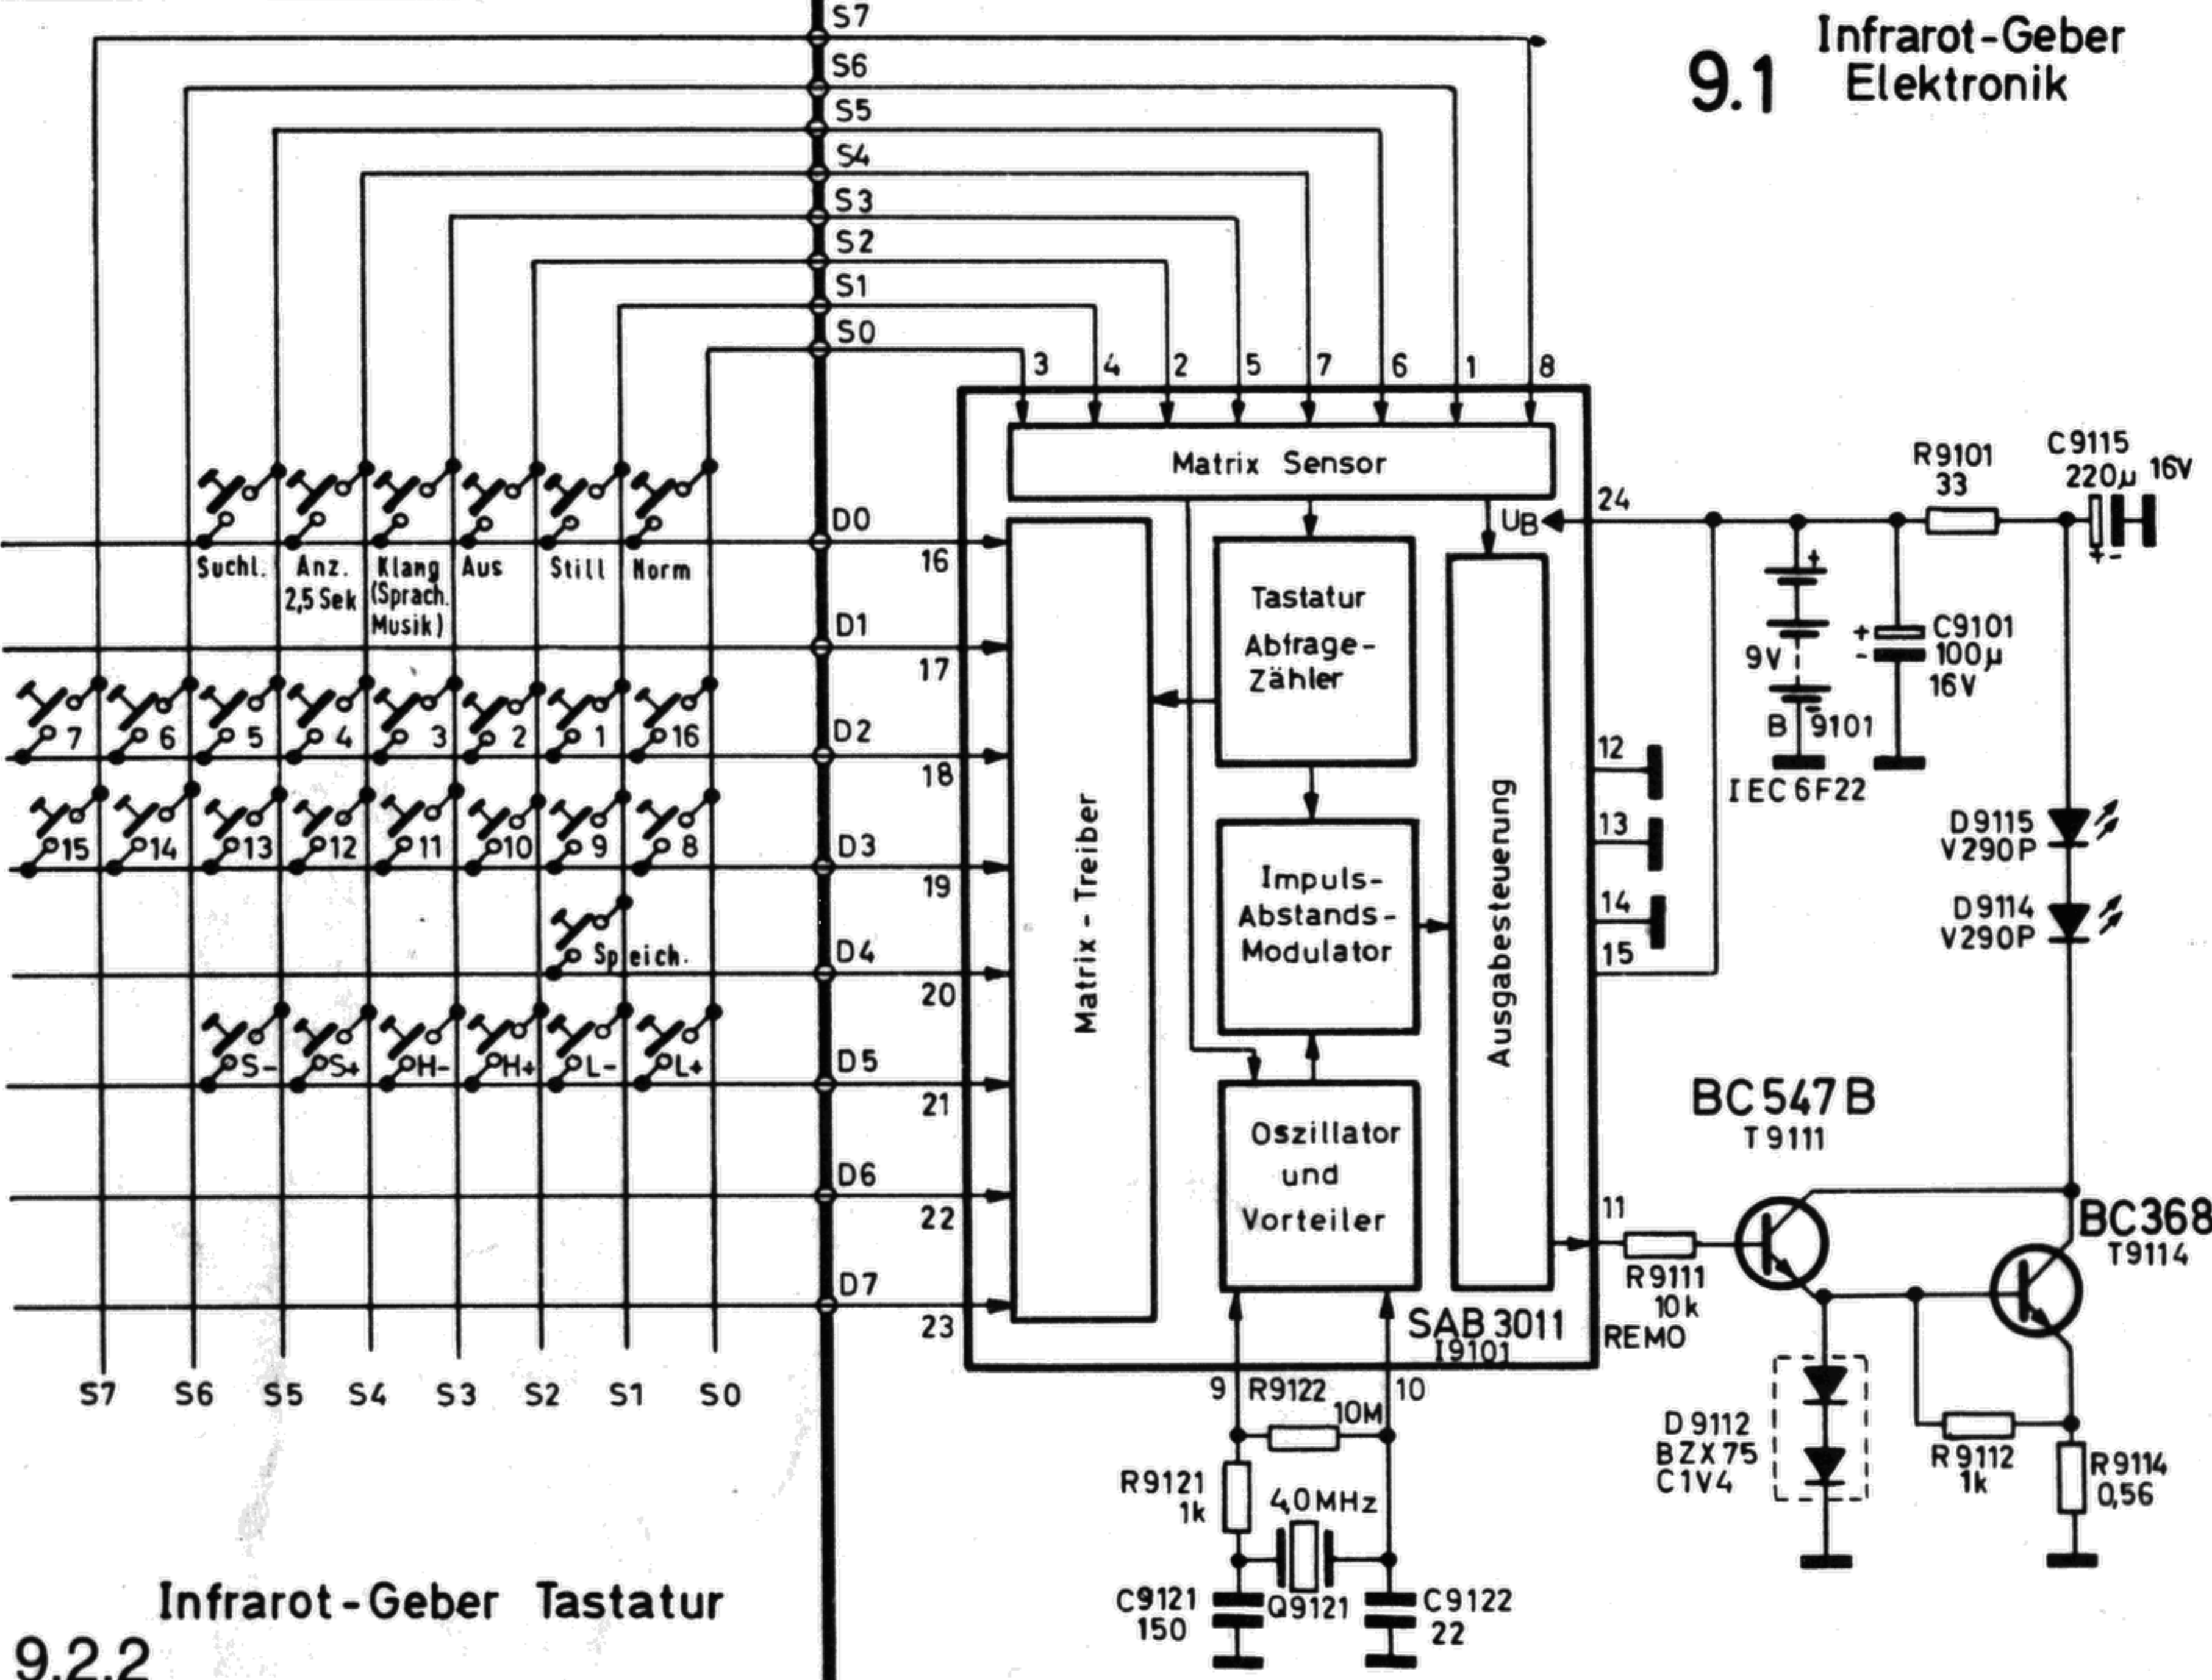 S7
S6
S5
S4
S3
S2
S1
S0
9.1
Infrarot-Geber
Elektronik
3 4 2 5 7 6 1 8
Matrix Sensor
D0
16
D1
17
D2
18
D3
19
D4
20
D5
21
D6
22
D7
23
Suchl. Anz. Klang Aus Still Norm
2,5 Sek (Sprach.
Musik)
7 6 5 4 3 2 1 16
15 14 13 12 11 10 9 8
Speich.
S- S+ H- H+ L- L+
S7 S6 S5 S4 S3 S2 S1 S0
Matrix-Treiber
Tastatur
Abfrage-
Zähler
Impuls-
Abstands-
Modulator
Oszillator
und
Vorteiler
Ausgabesteuerung
UB
24
12
13
14
15
11
SAB 3011
I9101
REMO
9
10
R9122
10M
R9121
1k
4,0MHz
Q9121
C9121
150
C9122
22
R9101
33
C9115
220µ 16V
+ -
+
9V
B 9101
IEC 6F22
+
-
C9101
100µ
16V
D9115
V290P
D9114
V290P
BC547B
T9111
BC368
T9114
R9111
10k
D9112
BZX75
C1V4
R9112
1k
R9114
0,56
Infrarot-Geber Tastatur
9.2.2